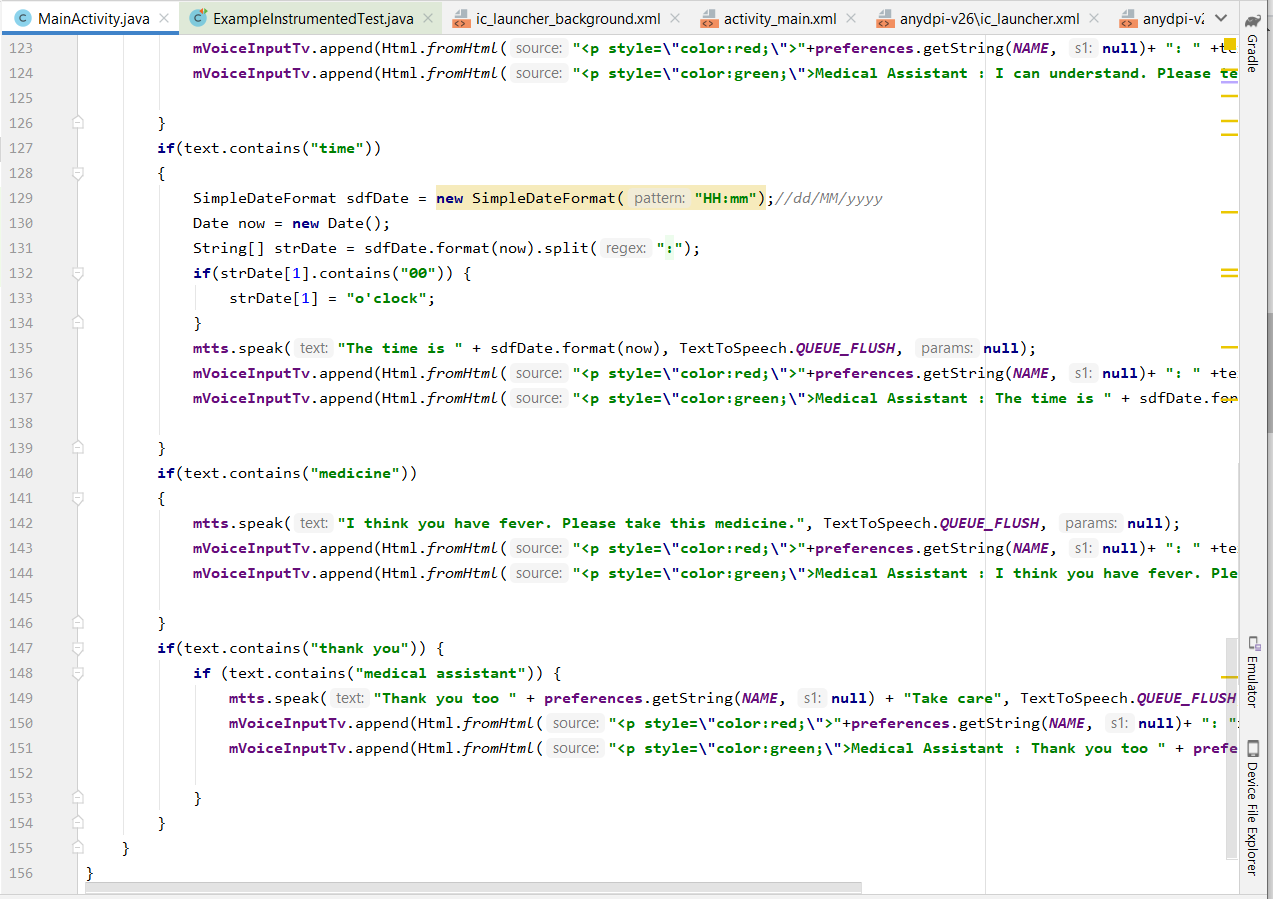 MainActivity.java
ExampleInstrumentedTest.java
ic_launcher_background.xml
activity_main.xml
anydpi-v26\ic_launcher.xml
anydpi-v2
123 mVoiceInputTv.append(Html.fromHtml( source: "<p style=\"color:red;\">"+preferences.getString(NAME, s1: null)+ ": " +te
124 mVoiceInputTv.append(Html.fromHtml( source: "<p style=\"color:green;\">Medical Assistant : I can understand. Please te
125
126 }
127 if(text.contains("time"))
128 {
129 SimpleDateFormat sdfDate = new SimpleDateFormat( pattern: "HH:mm");//dd/MM/yyyy
130 Date now = new Date();
131 String[] strDate = sdfDate.format(now).split( regex: ":");
132 if(strDate[1].contains("00")) {
133 strDate[1] = "o'clock";
134 }
135 mtts.speak( text: "The time is " + sdfDate.format(now), TextToSpeech.QUEUE_FLUSH, params: null);
136 mVoiceInputTv.append(Html.fromHtml( source: "<p style=\"color:red;\">"+preferences.getString(NAME, s1: null)+ ": " +te
137 mVoiceInputTv.append(Html.fromHtml( source: "<p style=\"color:green;\">Medical Assistant : The time is " + sdfDate.for
138
139 }
140 if(text.contains("medicine"))
141 {
142 mtts.speak( text: "I think you have fever. Please take this medicine.", TextToSpeech.QUEUE_FLUSH, params: null);
143 mVoiceInputTv.append(Html.fromHtml( source: "<p style=\"color:red;\">"+preferences.getString(NAME, s1: null)+ ": " +te
144 mVoiceInputTv.append(Html.fromHtml( source: "<p style=\"color:green;\">Medical Assistant : I think you have fever. Ple
145
146 }
147 if(text.contains("thank you")) {
148 if (text.contains("medical assistant")) {
149 mtts.speak( text: "Thank you too " + preferences.getString(NAME, s1: null) + "Take care", TextToSpeech.QUEUE_FLUSH
150 mVoiceInputTv.append(Html.fromHtml( source: "<p style=\"color:red;\">"+preferences.getString(NAME, s1: null)+ ": "
151 mVoiceInputTv.append(Html.fromHtml( source: "<p style=\"color:green;\">Medical Assistant : Thank you too " + prefe
152
153 }
154 }
155 }
156 }
Gradle
Emulator
Device File Explorer